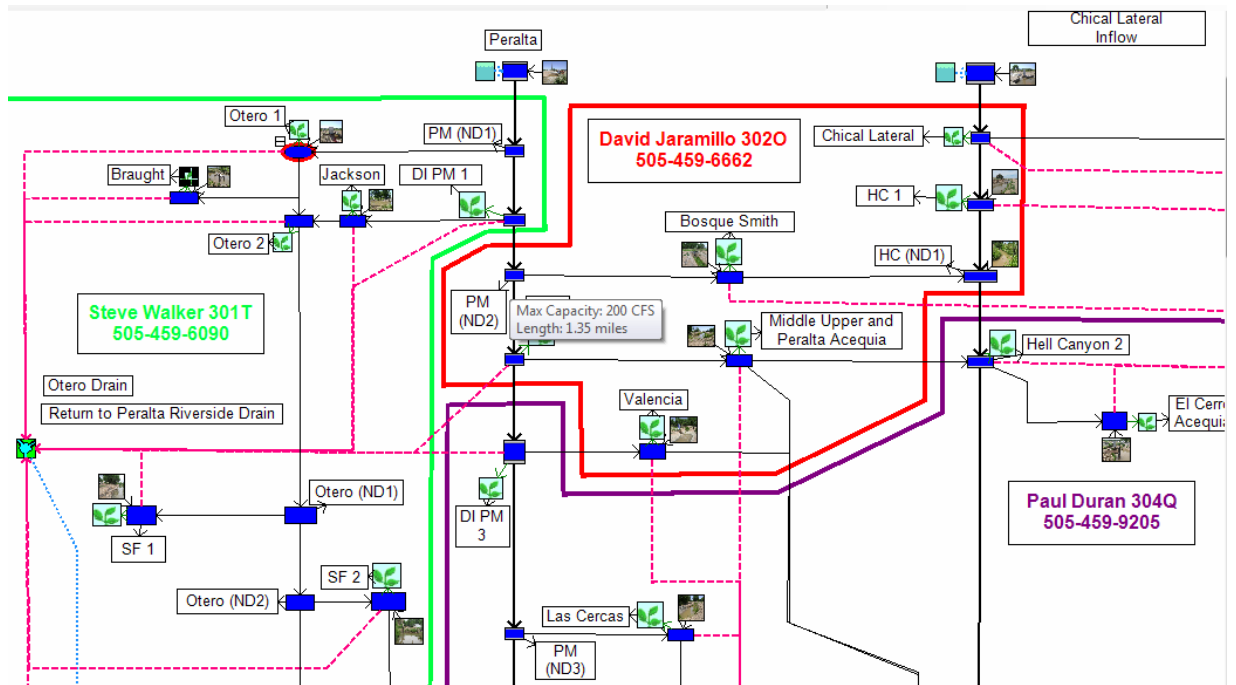 Chical Lateral
Inflow
Peralta
Otero 1
PM (ND1)
David Jaramillo 302O
505-459-6662
Chical Lateral
Braught
Jackson
DI PM 1
HC 1
Bosque Smith
Otero 2
HC (ND1)
Steve Walker 301T
505-459-6090
PM
(ND2)
Max Capacity: 200 CFS
Length: 1.35 miles
Middle Upper and
Peralta Acequia
Hell Canyon 2
Otero Drain
Return to Peralta Riverside Drain
Valencia
El Cerro
Acequia
Otero (ND1)
Paul Duran 304Q
505-459-9205
DI PM
3
SF 1
SF 2
Otero (ND2)
Las Cercas
PM
(ND3)